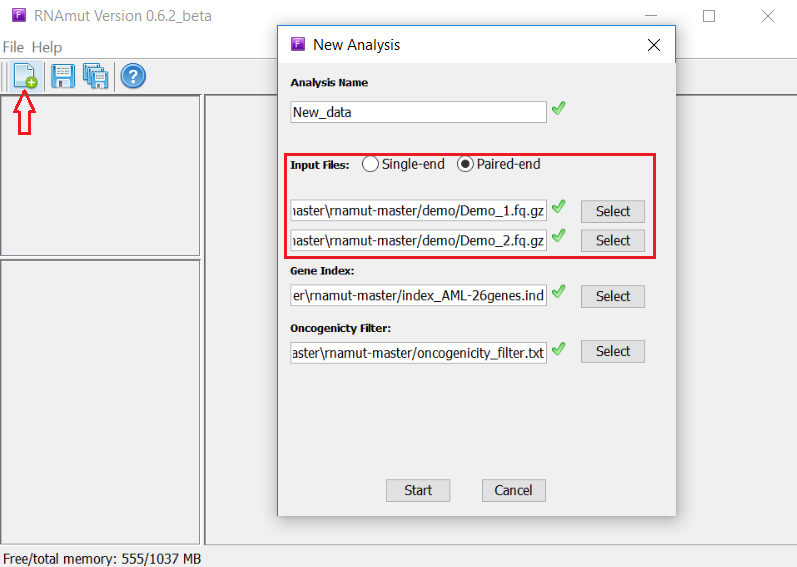 RNAmut Version 0.6.2_beta
File Help
New Analysis
Analysis Name
New_data
Input Files: Single-end Paired-end
naster\rnamut-master/demo/Demo_1.fq.gz Select
naster\rnamut-master/demo/Demo_2.fq.gz Select
Gene Index:
er\rnamut-master/index_AML-26genes.ind Select
Oncogenicty Filter:
aster\rnamut-master/oncogenicity_filter.txt Select
Start Cancel
Free/total memory: 555/1037 MB